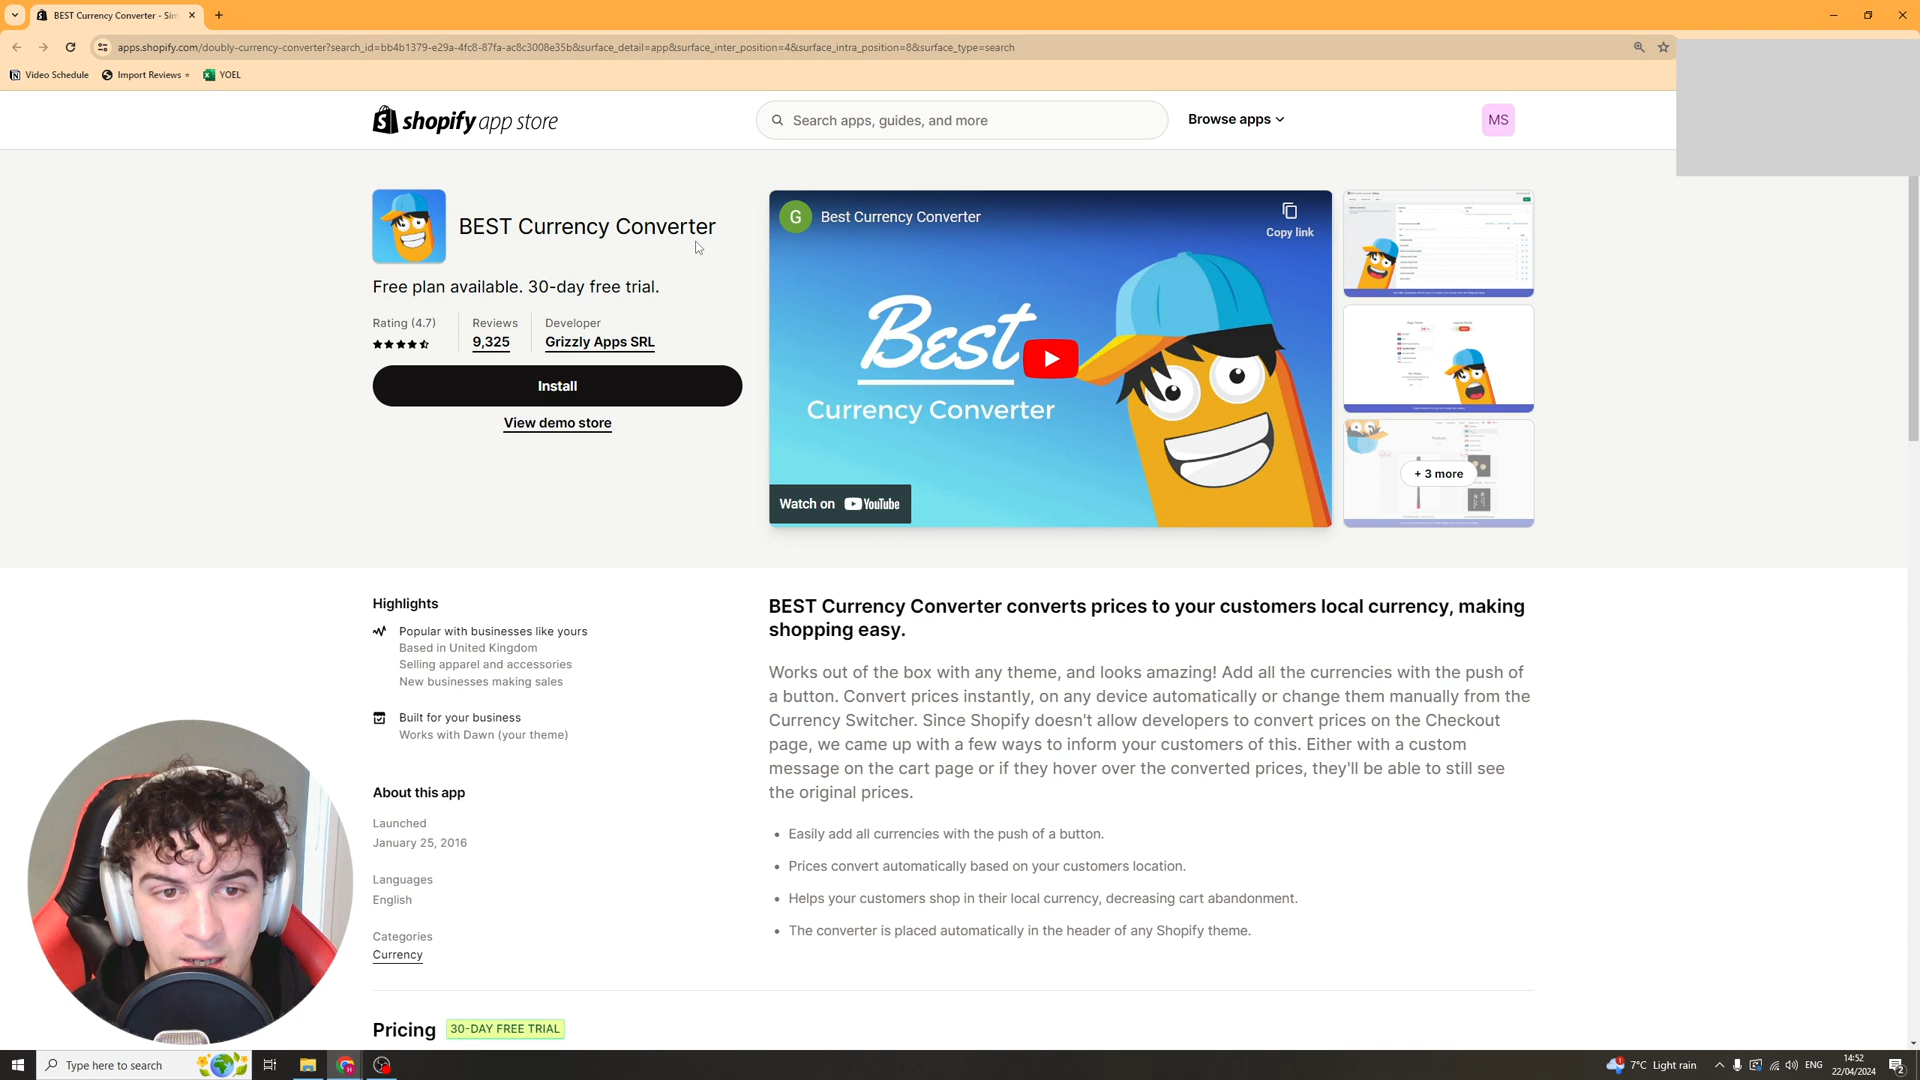 BEST Currency Converter - Sim
apps.shopify.com/doubly-currency-converter?search_id=bb4b1379-e29a-4fc8-87fa-ac8c3008e35b&surface_detail=app&surface_inter_position=4&surface_intra_position=8&surface_type=search
Video Schedule
Import Reviews
YOEL
shopify app store
Search apps, guides, and more
Browse apps
MS
BEST Currency Converter
Free plan available. 30-day free trial.
Rating (4.7)
Reviews
Developer
9,325
Grizzly Apps SRL
Install
View demo store
G
Best Currency Converter
Copy link
Best
Currency Converter
Watch on YouTube
+ 3 more
Highlights
Popular with businesses like yours
Based in United Kingdom
Selling apparel and accessories
New businesses making sales
Built for your business
Works with Dawn (your theme)
About this app
Launched
January 25, 2016
Languages
English
Categories
Currency
BEST Currency Converter converts prices to your customers local currency, making
shopping easy.
Works out of the box with any theme, and looks amazing! Add all the currencies with the push of
a button. Convert prices instantly, on any device automatically or change them manually from the
Currency Switcher. Since Shopify doesn't allow developers to convert prices on the Checkout
page, we came up with a few ways to inform your customers of this. Either with a custom
message on the cart page or if they hover over the converted prices, they'll be able to still see
the original prices.
• Easily add all currencies with the push of a button.
• Prices convert automatically based on your customers location.
• Helps your customers shop in their local currency, decreasing cart abandonment.
• The converter is placed automatically in the header of any Shopify theme.
Pricing
30-DAY FREE TRIAL
Type here to search
7°C Light rain
ENG
14:52
22/04/2024